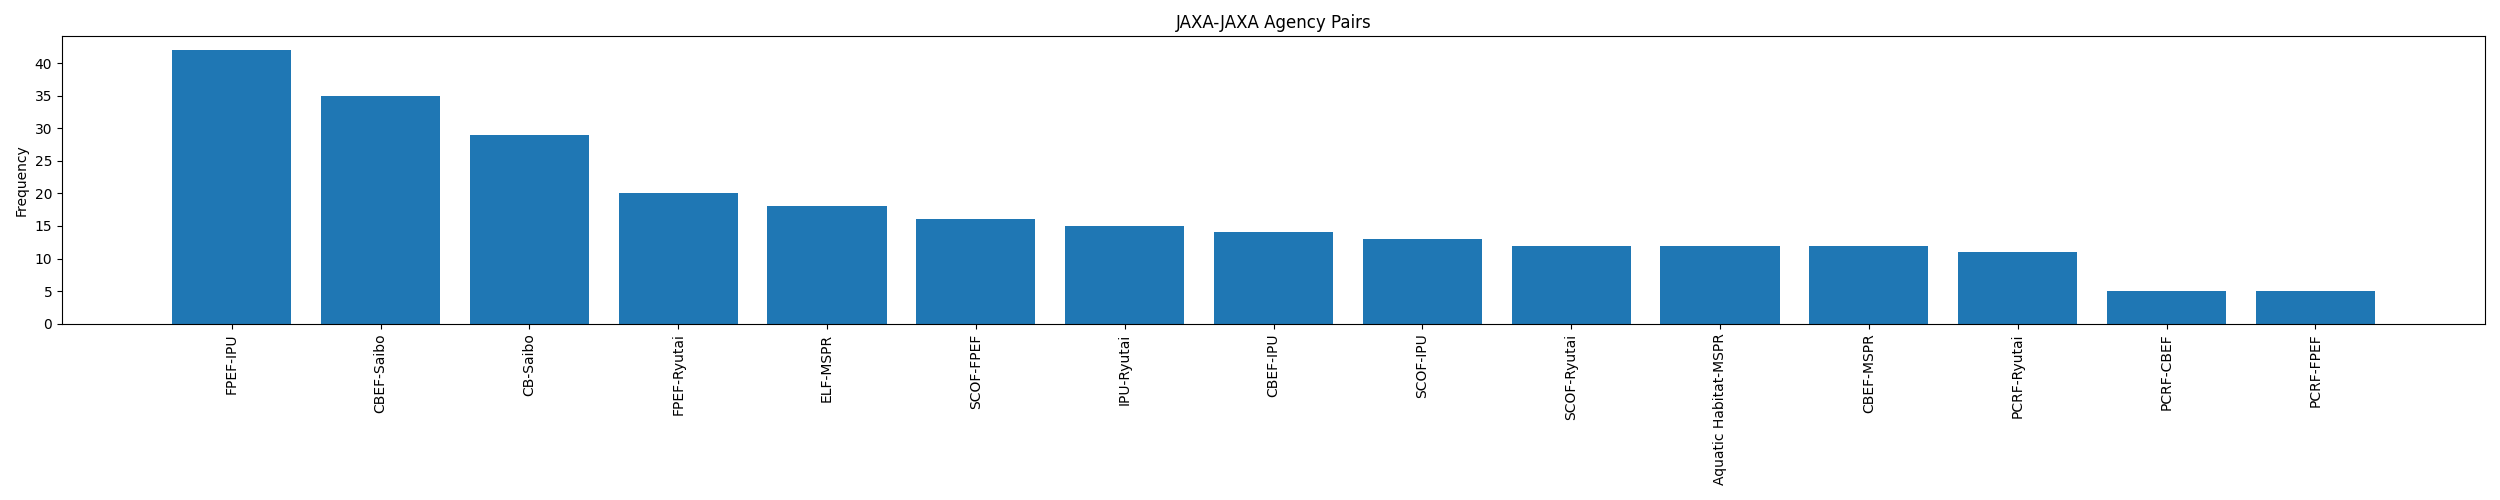 JAXA-JAXA Agency Pairs
Frequency
40
35
30
25
20
15
10
5
0
FPEF-IPU
CBEF-Saibo
CB-Saibo
FPEF-Ryutai
ELF-MSPR
SCOF-FPEF
IPU-Ryutai
CBEF-IPU
SCOF-IPU
SCOF-Ryutai
Aquatic Habitat-MSPR
CBEF-MSPR
PCRF-Ryutai
PCRF-CBEF
PCRF-FPEF